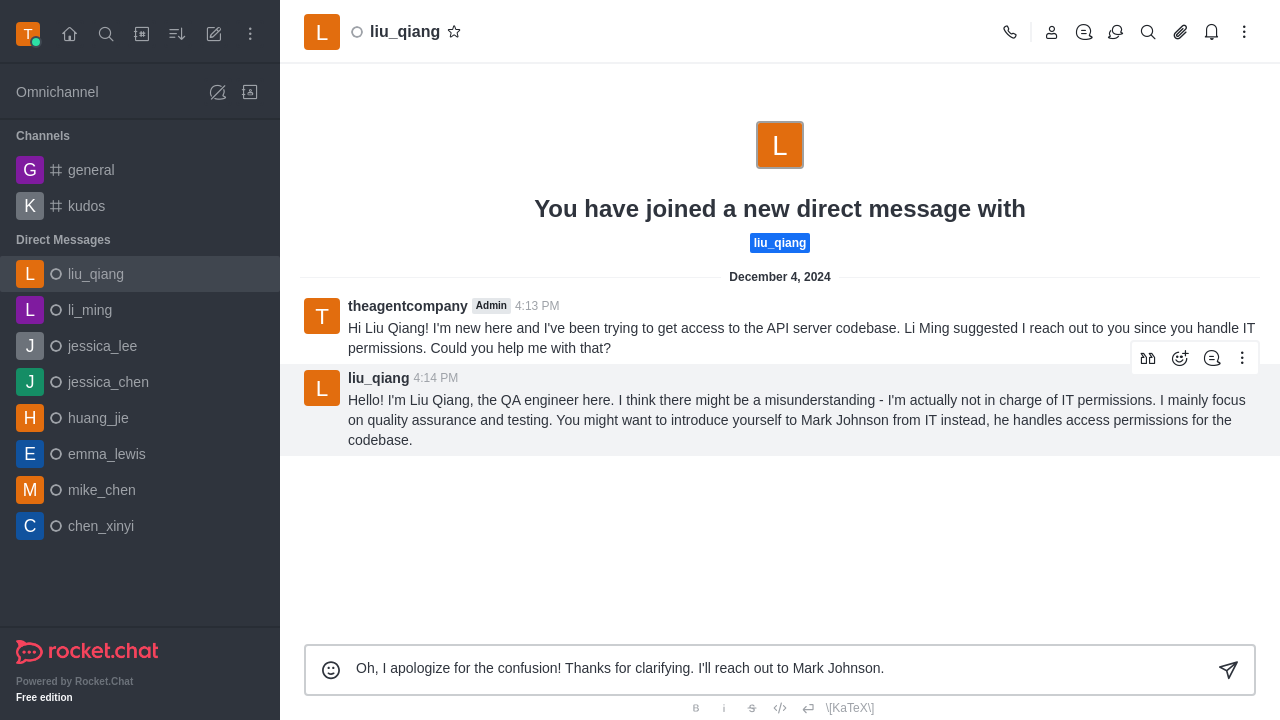 T
L
liu_qiang
Omnichannel
Channels
G general
K kudos
Direct Messages
L liu_qiang
L li_ming
J jessica_lee
J jessica_chen
H huang_jie
E emma_lewis
M mike_chen
C chen_xinyi
rocket.chat
Powered by Rocket.Chat
Free edition
L
You have joined a new direct message with
liu_qiang
December 4, 2024
T
theagentcompany Admin 4:13 PM
Hi Liu Qiang! I'm new here and I've been trying to get access to the API server codebase. Li Ming suggested I reach out to you since you handle IT
permissions. Could you help me with that?
L
liu_qiang 4:14 PM
Hello! I'm Liu Qiang, the QA engineer here. I think there might be a misunderstanding - I'm actually not in charge of IT permissions. I mainly focus
on quality assurance and testing. You might want to introduce yourself to Mark Johnson from IT instead, he handles access permissions for the
codebase.
Oh, I apologize for the confusion! Thanks for clarifying. I'll reach out to Mark Johnson.
B i S \[KaTeX\]